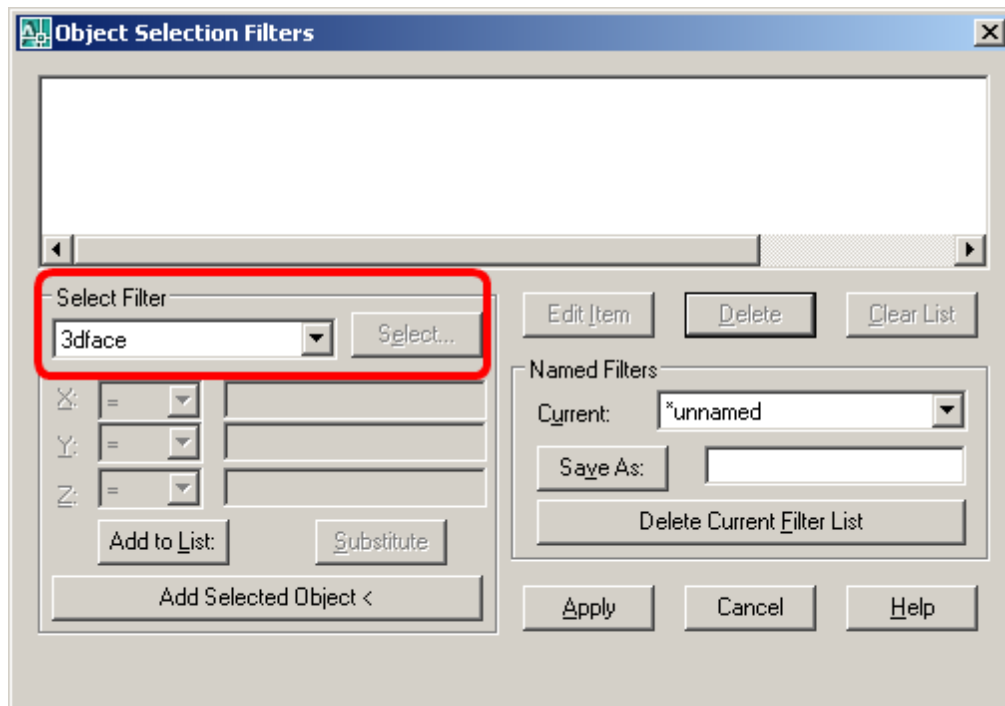 Object Selection Filters
Select Filter
3dface
Select...
X: =
Y: =
Z: =
Add to List:
Substitute
Add Selected Object <
Edit Item
Delete
Clear List
Named Filters
Current:
*unnamed
Save As:
Delete Current Filter List
Apply
Cancel
Help